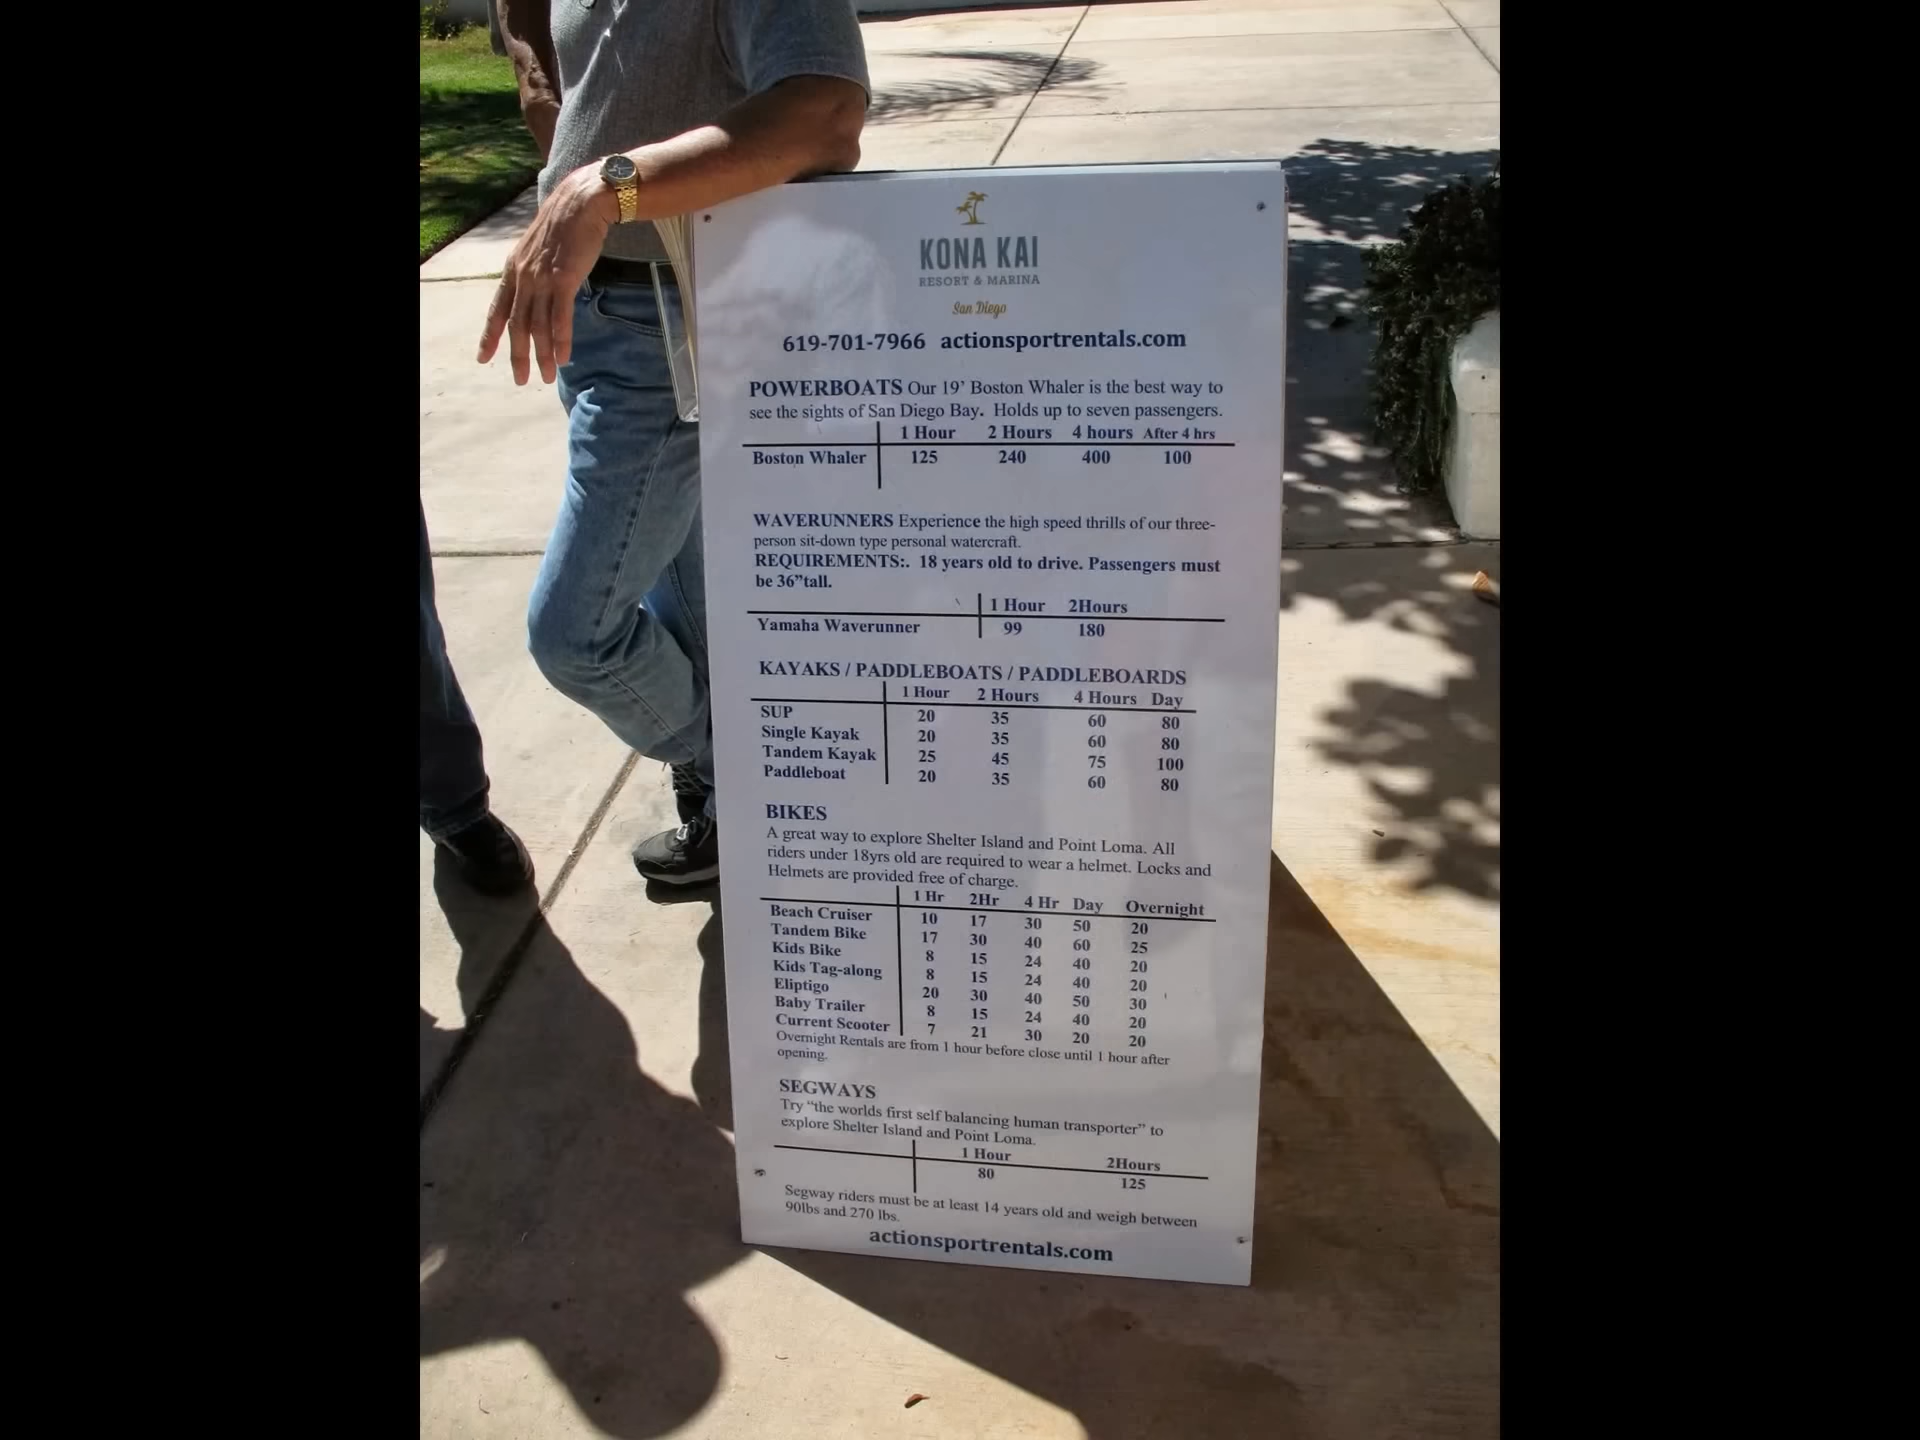 KONA KAI
RESORT & MARINA
San Diego
619-701-7966 actionsportrentals.com
POWERBOATS Our 19' Boston Whaler is the best way to
see the sights of San Diego Bay. Holds up to seven passengers.
1 Hour 2 Hours 4 hours After 4 hrs
Boston Whaler 125 240 400 100
WAVERUNNERS Experience the high speed thrills of our three-
person sit-down type personal watercraft.
REQUIREMENTS:. 18 years old to drive. Passengers must
be 36”tall.
1 Hour 2Hours
Yamaha Waverunner 99 180
KAYAKS / PADDLEBOATS / PADDLEBOARDS
1 Hour 2 Hours 4 Hours Day
SUP 20 35 60 80
Single Kayak 20 35 60 80
Tandem Kayak 25 45 75 100
Paddleboat 20 35 60 80
BIKES
A great way to explore Shelter Island and Point Loma. All
riders under 18yrs old are required to wear a helmet. Locks and
Helmets are provided free of charge.
1 Hr 2Hr 4 Hr Day Overnight
Beach Cruiser 10 17 30 50 20
Tandem Bike 17 30 40 60 25
Kids Bike 8 15 24 40 20
Kids Tag-along 8 15 24 40 20
Eliptigo 20 30 40 50 30
Baby Trailer 8 15 24 40 20
Current Scooter 7 21 30 20 20
Overnight Rentals are from 1 hour before close until 1 hour after
opening.
SEGWAYS
Try “the worlds first self balancing human transporter” to
explore Shelter Island and Point Loma.
1 Hour 2Hours
80 125
Segway riders must be at least 14 years old and weigh between
90lbs and 270 lbs.
actionsportrentals.com